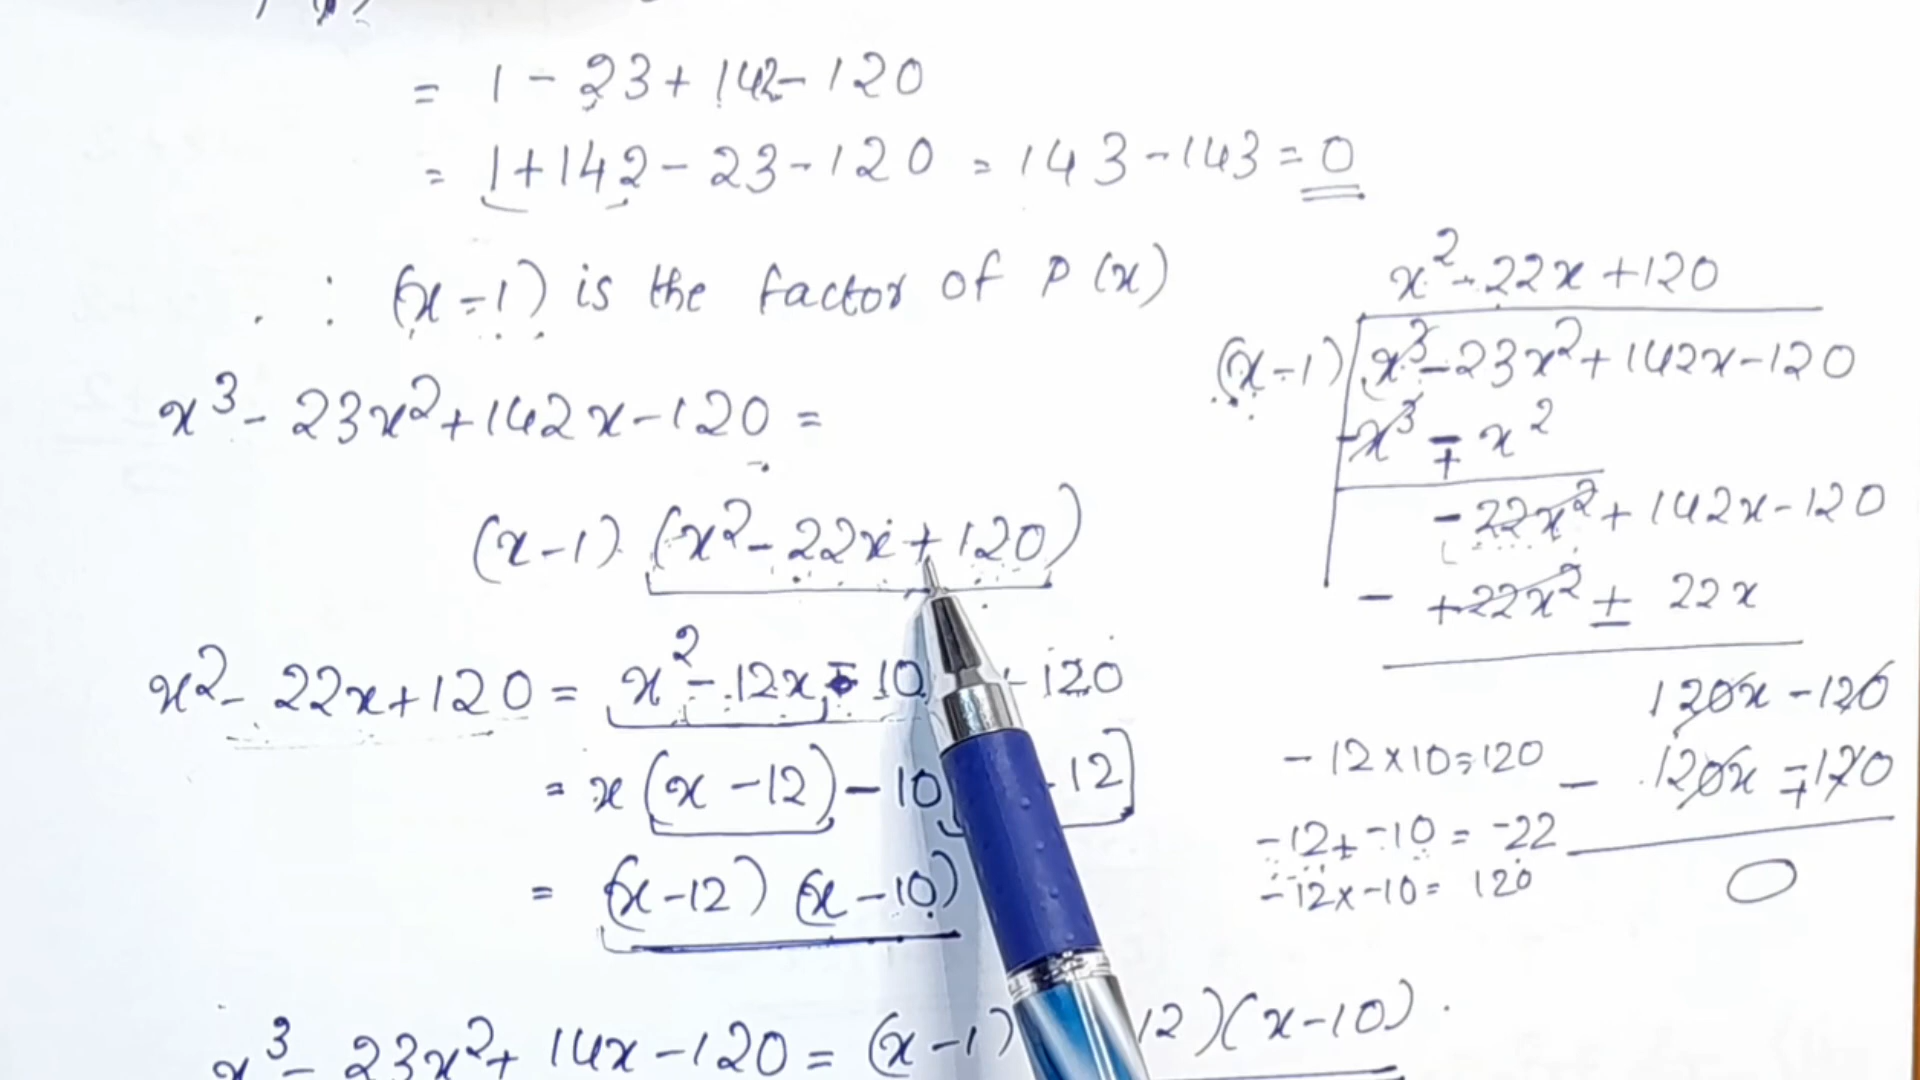 = 1 - 23 + 142 - 120
= 1 + 142 - 23 - 120 = 143 - 143 = 0
∴ (x - 1) is the factor of P(x)
x³ - 23x² + 142x - 120 =
(x - 1) (x² - 22x + 120)
x² - 22x + 120 = x² - 12x - 10 + 120
= x (x - 12) - 10 - 12]
= (x - 12) (x - 10)
x³ - 23x² + 14x - 120 = (x - 1) 12)(x - 10)
x² - 22x + 120
(x - 1) x³ - 23x² + 142x - 120
- x³ ∓ x²
- 22x² + 142x - 120
- +22x² ± 22x
120x - 120
- 120x ∓ 120
0
- 12 × 10 = 120
-12 + -10 = -22
-12 x -10 = 120